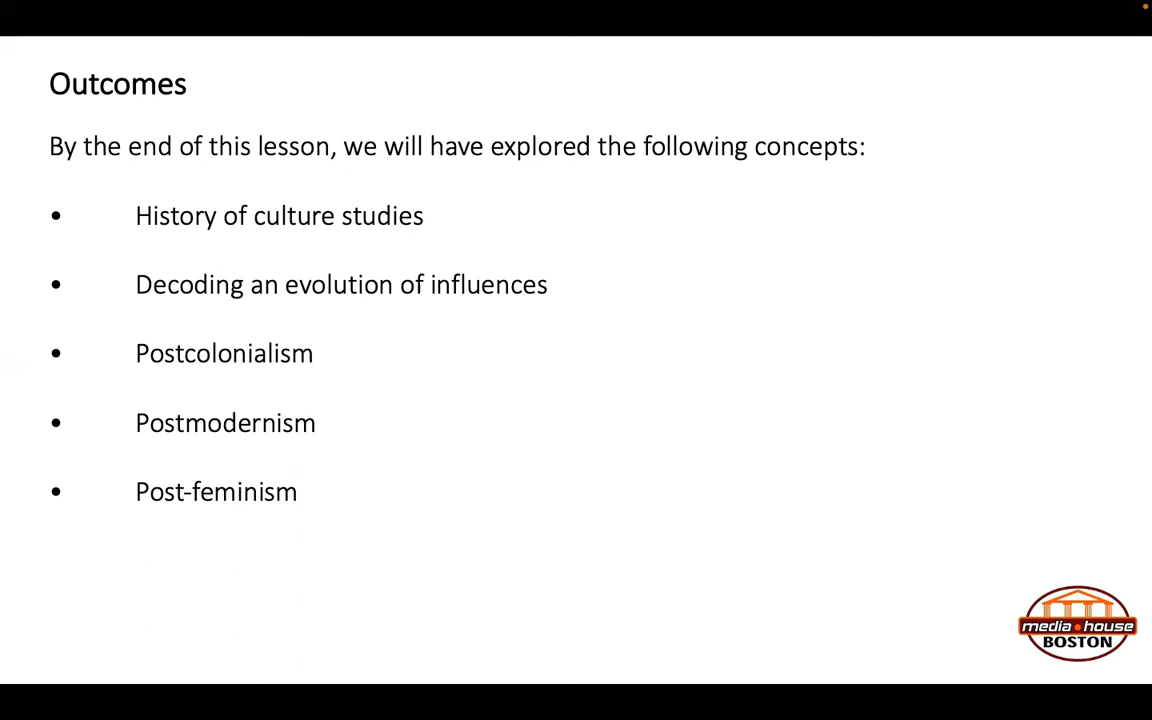 Outcomes
By the end of this lesson, we will have explored the following concepts:
• History of culture studies
• Decoding an evolution of influences
• Postcolonialism
• Postmodernism
• Post-feminism
media•house
BOSTON